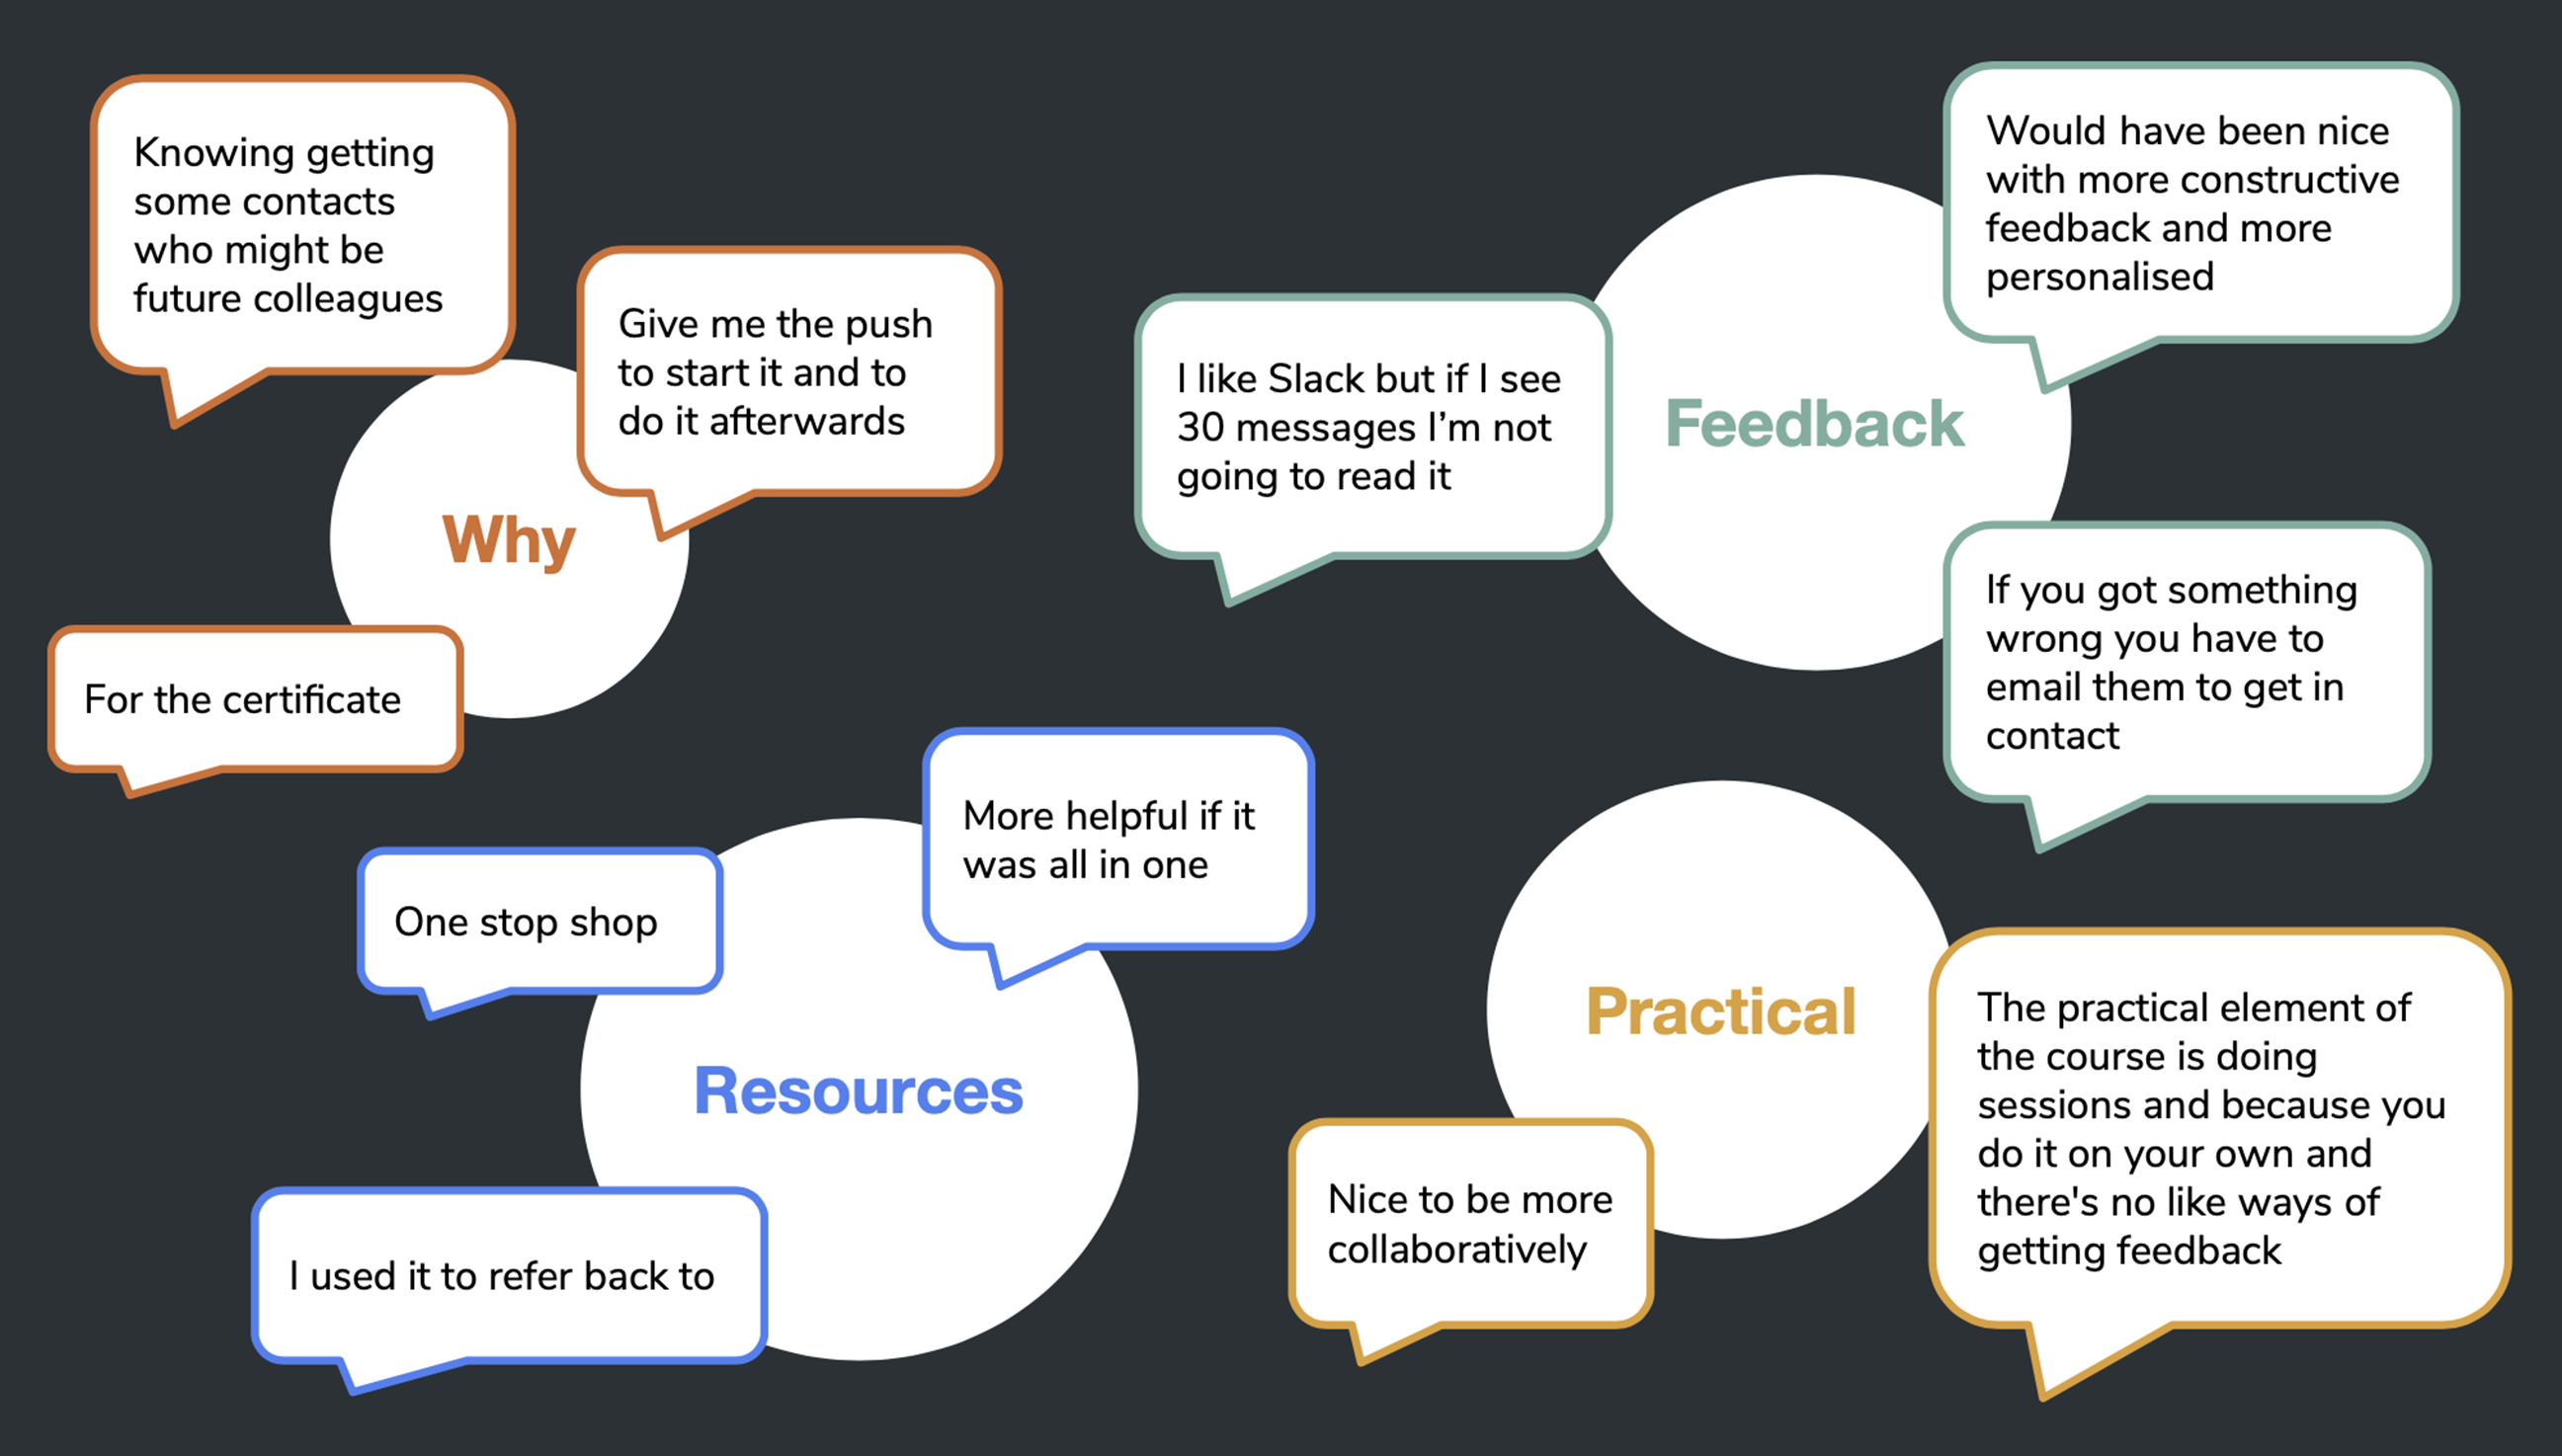 Knowing getting
some contacts
who might be
future colleagues
Give me the push
to start it and to
do it afterwards
Why
For the certificate
Would have been nice
with more constructive
feedback and more
personalised
I like Slack but if I see
30 messages I’m not
going to read it
Feedback
If you got something
wrong you have to
email them to get in
contact
More helpful if it
was all in one
One stop shop
Resources
I used it to refer back to
Practical
The practical element of
the course is doing
sessions and because you
do it on your own and
there's no like ways of
getting feedback
Nice to be more
collaboratively